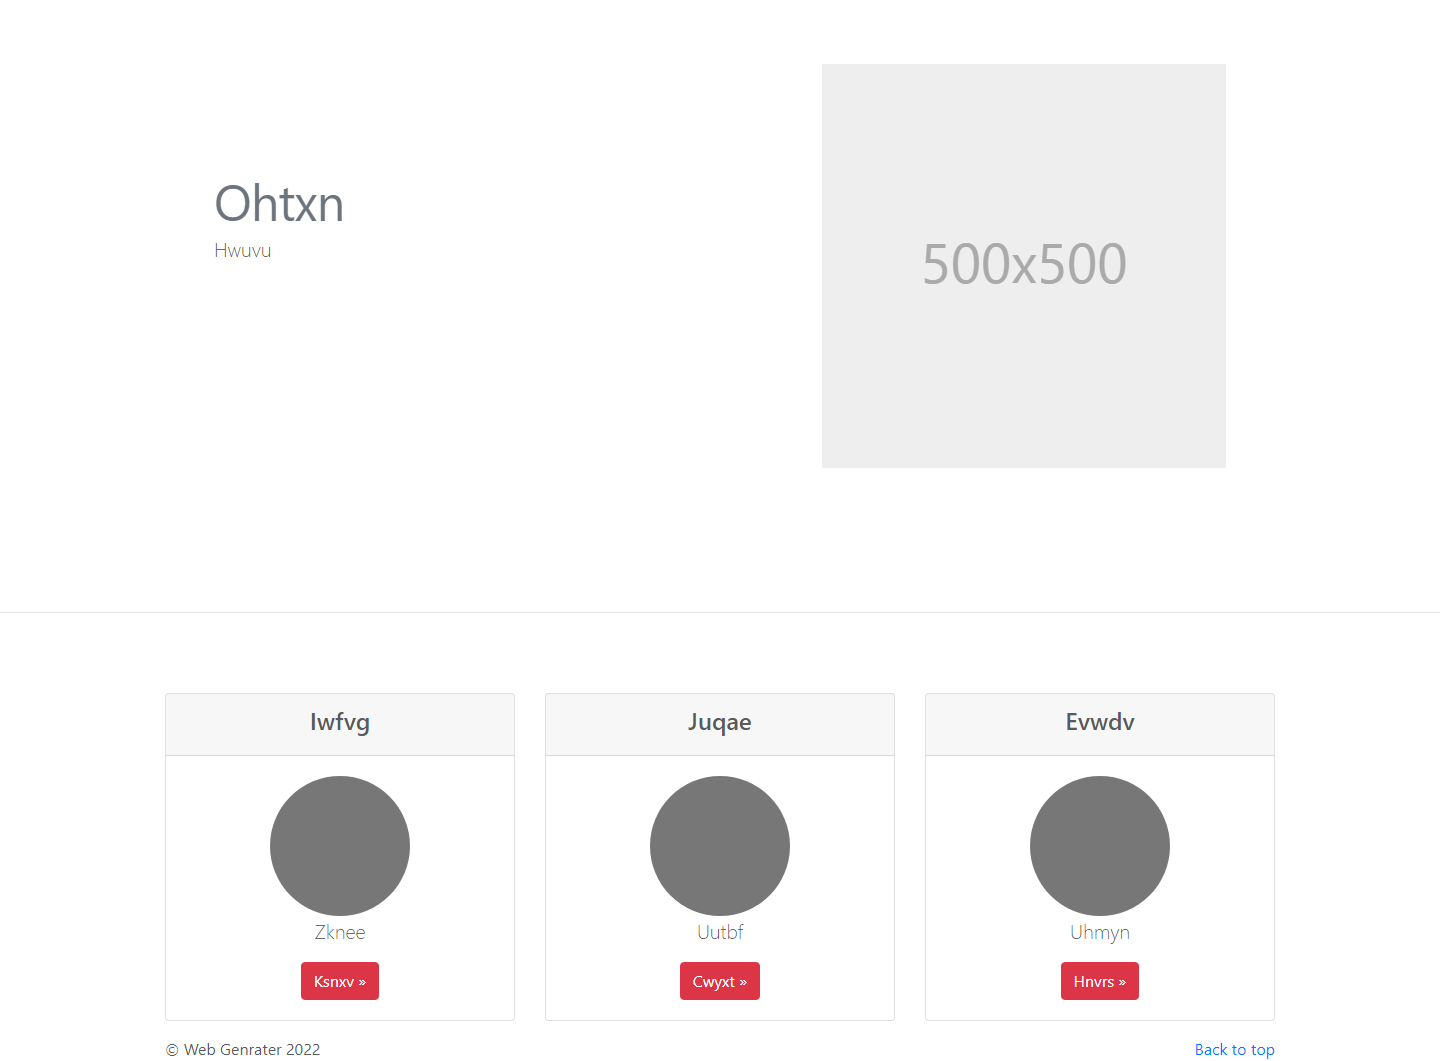 Ohtxn
Hwuvu
500x500
Iwfvg
Juqae
Evwdv
Zknee
Uutbf
Uhmyn
Ksnxv »
Cwyxt »
Hnvrs »
© Web Genrater 2022
Back to top